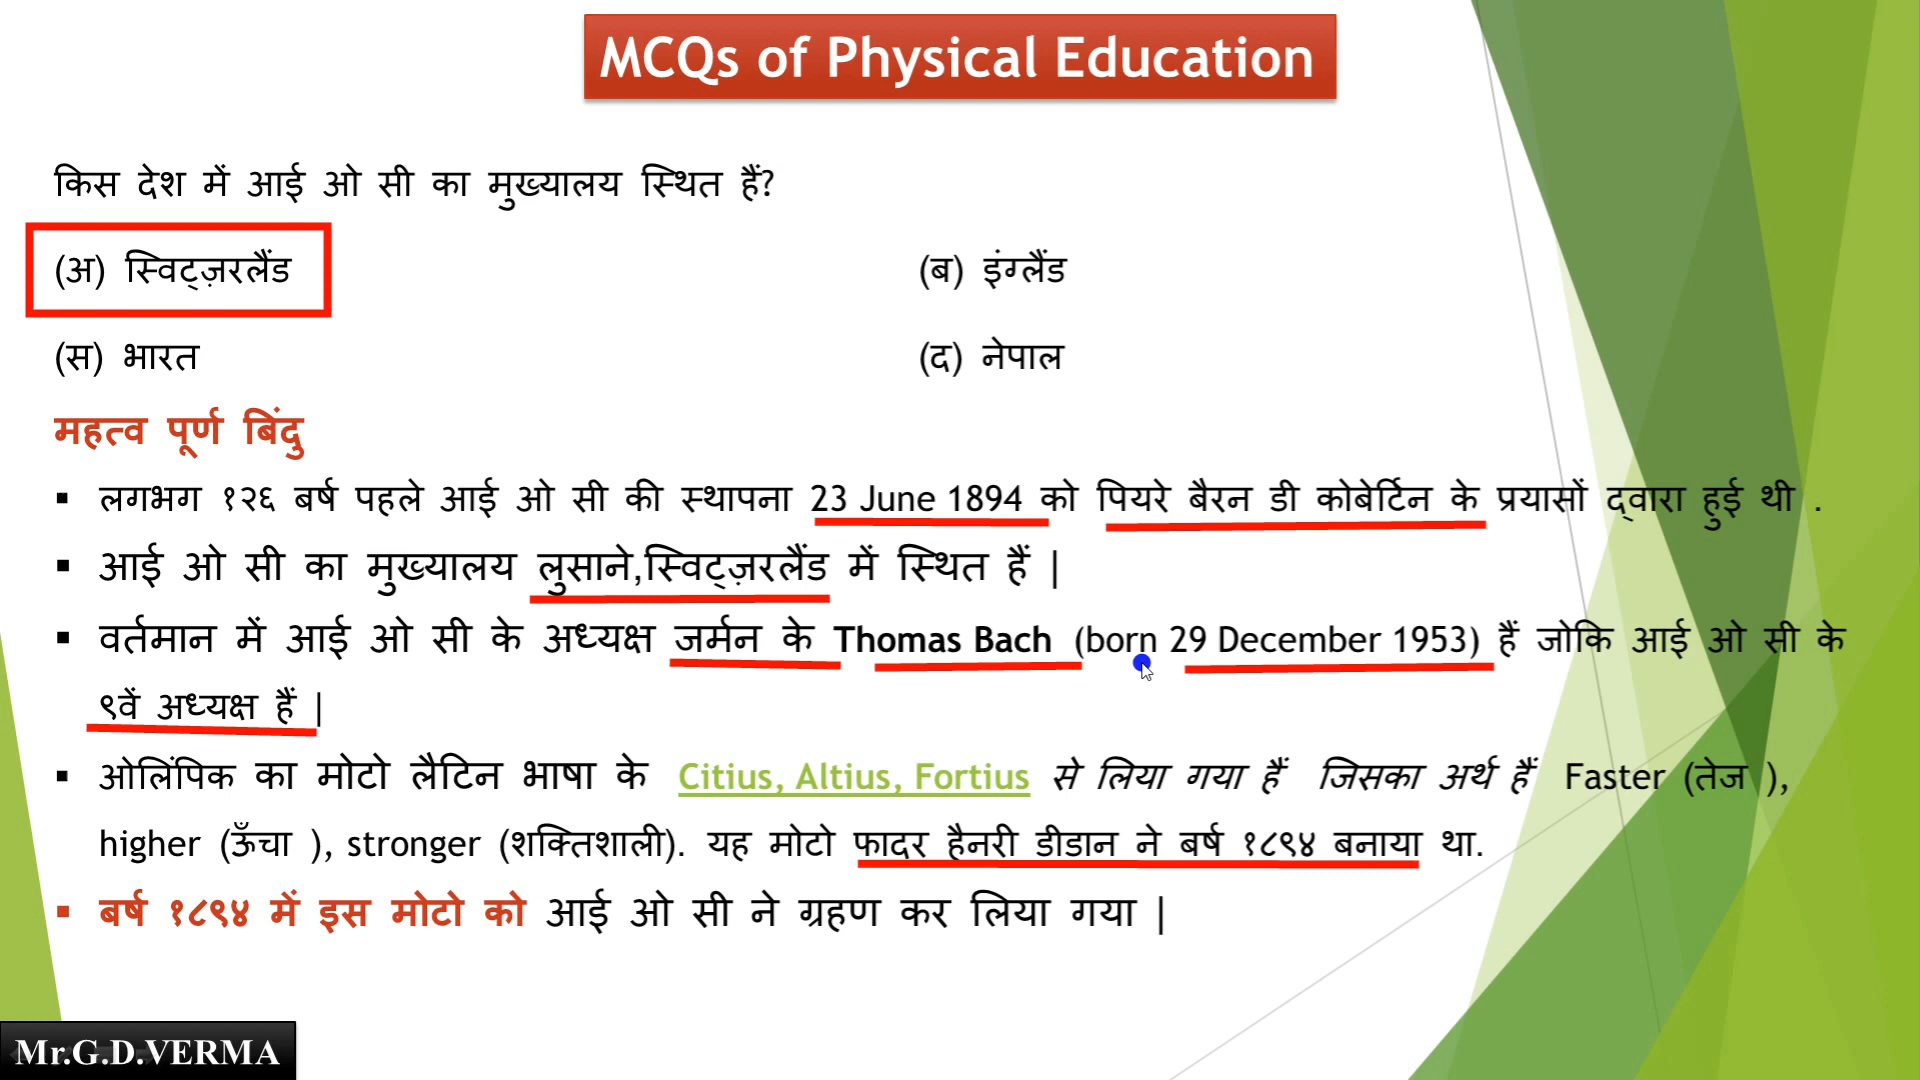 MCQs of Physical Education
किस देश में आई ओ सी का मुख्यालय स्थित हैं?
(अ) स्विट्ज़रलैंड (ब) इंग्लैंड
(स) भारत (द) नेपाल
महत्व पूर्ण बिंदु
▪ लगभग १२६ बर्ष पहले आई ओ सी की स्थापना 23 June 1894 को पियरे बैरन डी कोबेर्टिन के प्रयासों द्वारा हुई थी .
▪ आई ओ सी का मुख्यालय लुसाने,स्विट्ज़रलैंड में स्थित हैं |
▪ वर्तमान में आई ओ सी के अध्यक्ष जर्मन के Thomas Bach (born 29 December 1953) हैं जोकि आई ओ सी के
९वें अध्यक्ष हैं |
▪ ओलिंपिक का मोटो लैटिन भाषा के Citius, Altius, Fortius से लिया गया हैं जिसका अर्थ हैं Faster (तेज ),
higher (ऊँचा ), stronger (शक्तिशाली). यह मोटो फादर हैनरी डीडान ने बर्ष १८९४ बनाया था.
▪ बर्ष १८९४ में इस मोटो को आई ओ सी ने ग्रहण कर लिया गया |
Mr.G.D.VERMA